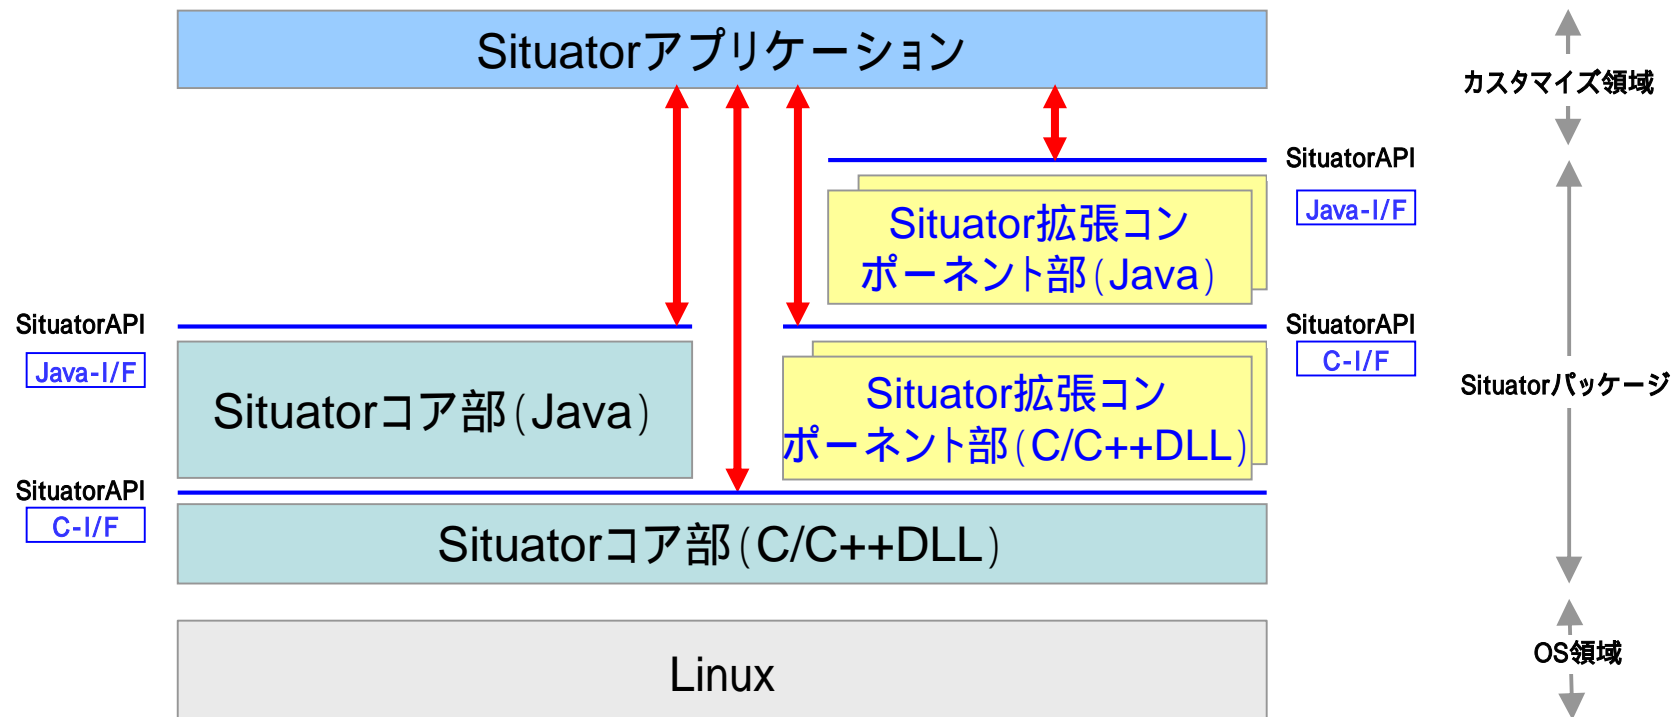 Situatorアプリケーション
カスタマイズ領域
SituatorAPI
Java-I/F
Situator拡張コン
ポーネント部(Java)
SituatorAPI
Java-I/F
SituatorAPI
C-I/F
Situatorコア部(Java)
Situator拡張コン
ポーネント部(C/C++DLL)
Situatorパッケージ
SituatorAPI
C-I/F
Situatorコア部(C/C++DLL)
Linux
OS領域